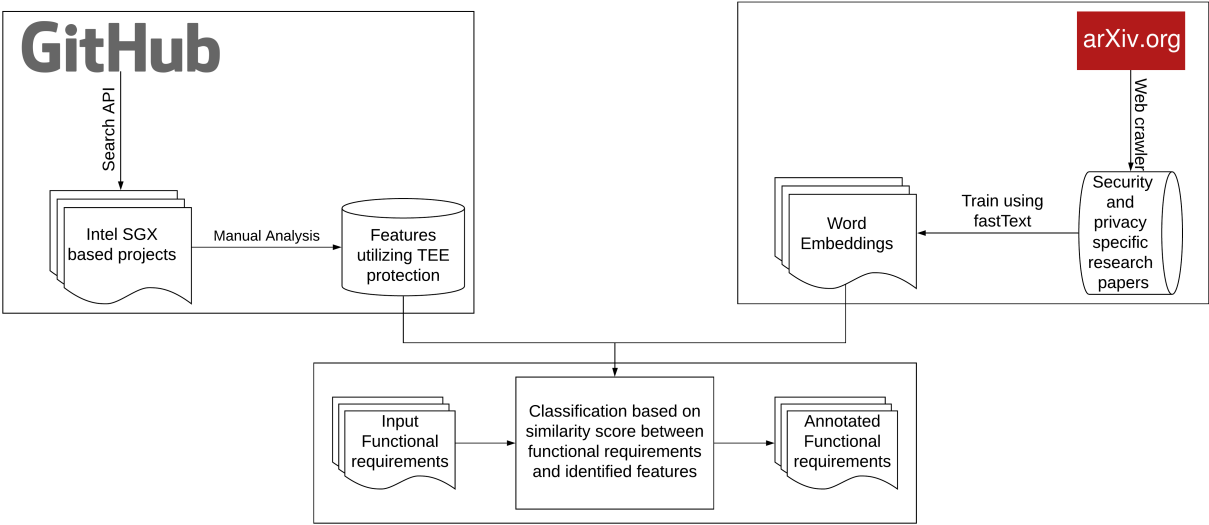 GitHub
Search API
Intel SGX
based projects
Manual Analysis
Features
utilizing TEE
protection
arXiv.org
Web crawler
Security
and
privacy
specific
research
papers
Train using
fastText
Word
Embeddings
Input
Functional
requirements
Classification based on
similarity score between
functional requirements
and identified features
Annotated
Functional
requirements